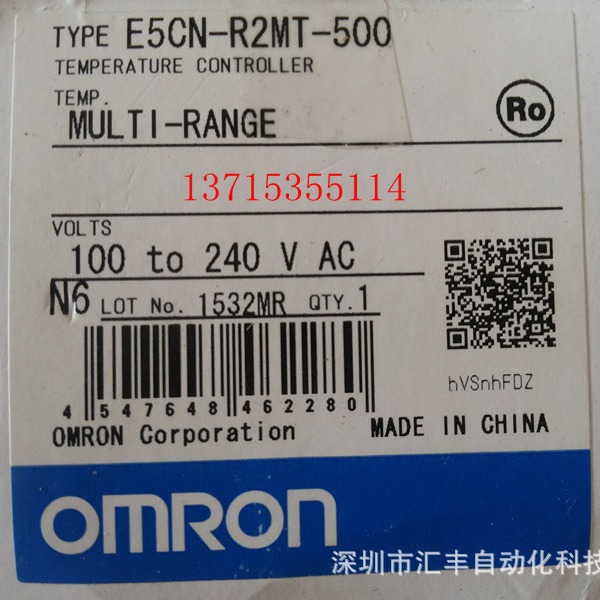 TYPE E5CN-R2MT-500
TEMPERATURE CONTROLLER
TEMP.
MULTI-RANGE
Ro
13715355114
VOLTS
100 to 240 V AC
N6 LOT No. 1532MR QTY.1
4 547648 462280
hVSnhFDZ
OMRON Corporation MADE IN CHINA
OMRON
深圳市汇丰自动化科技